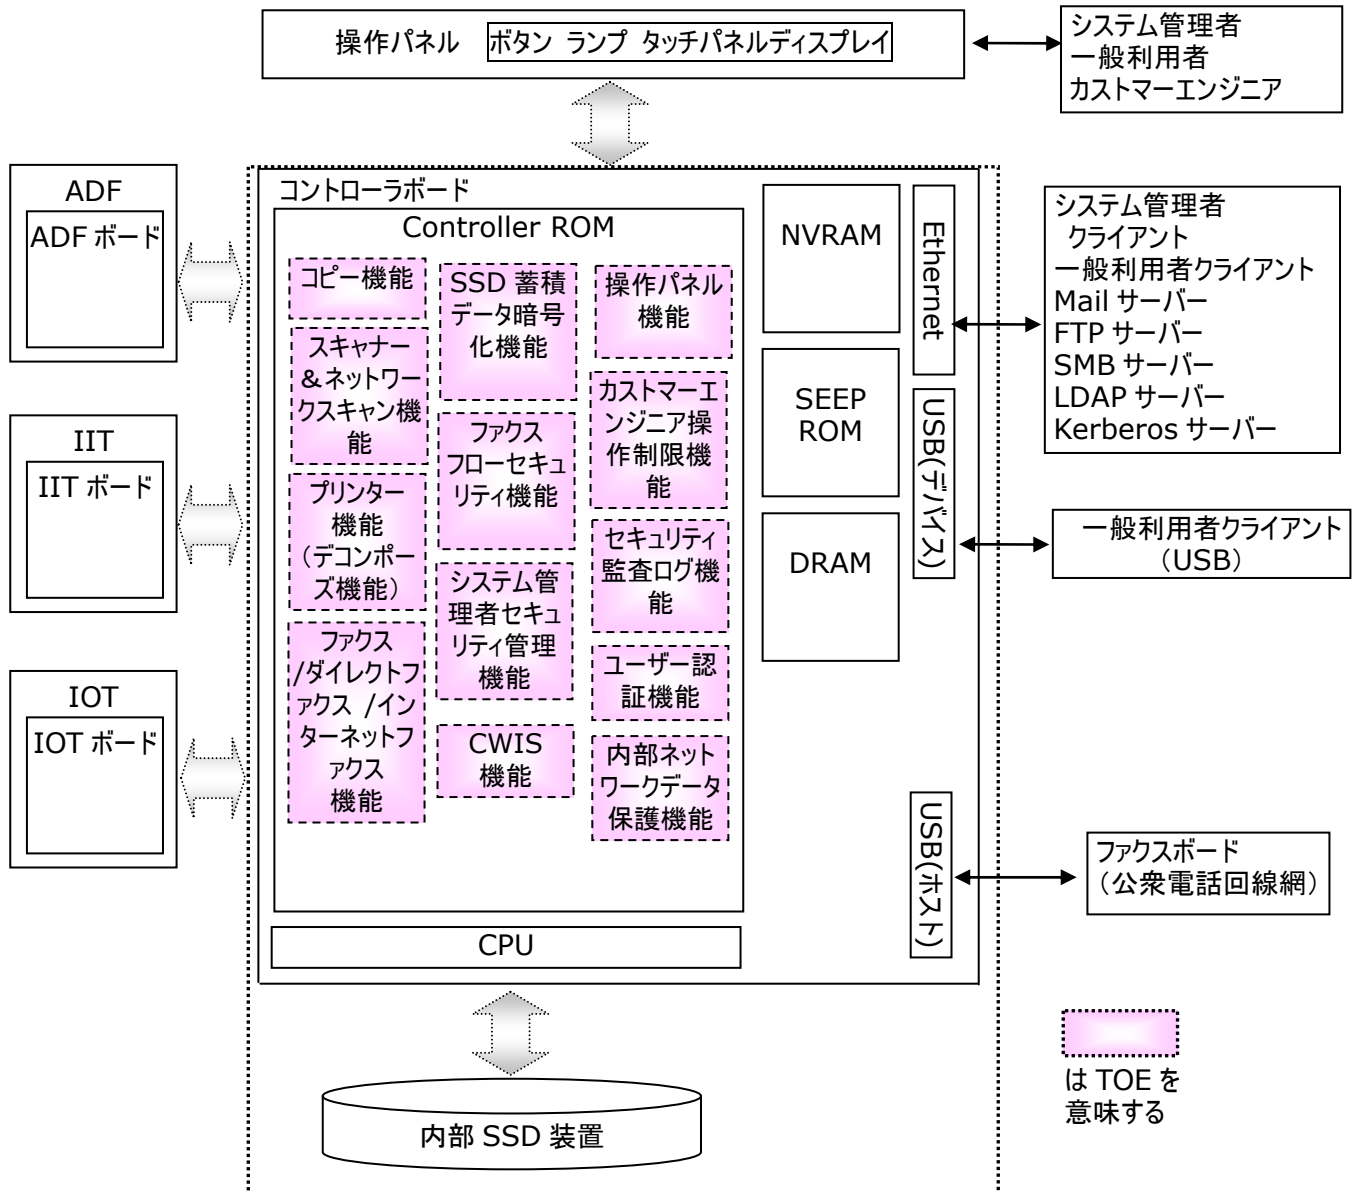 操作パネル ボタン ランプ タッチパネルディスプレイ
システム管理者
一般利用者
カストマーエンジニア
ADF
ADF ボード
IIT
IIT ボード
IOT
IOT ボード
コントローラボード
Controller ROM
コピー機能
スキャナー
&ネットワー
クスキャン機
能
プリンター
機能
(デコンポー
ズ機能)
ファクス
/ダイレクトフ
ァクス /イン
ターネットフ
ァクス
機能
SSD 蓄積
データ暗号
化機能
ファクス
フローセキュ
リティ機能
システム管
理者セキュ
リティ管理
機能
CWIS
機能
操作パネル
機能
カストマーエ
ンジニア操
作制限機
能
セキュリティ
監査ログ機
能
ユーザー認
証機能
内部ネット
ワークデータ
保護機能
CPU
NVRAM
SEEP
ROM
DRAM
Ethernet
USB(デバイス)
USB(ホスト)
システム管理者
クライアント
一般利用者クライアント
Mail サーバー
FTP サーバー
SMB サーバー
LDAP サーバー
Kerberos サーバー
一般利用者クライアント
(USB)
ファクスボード
(公衆電話回線網)
内部 SSD 装置
は TOE を
意味する